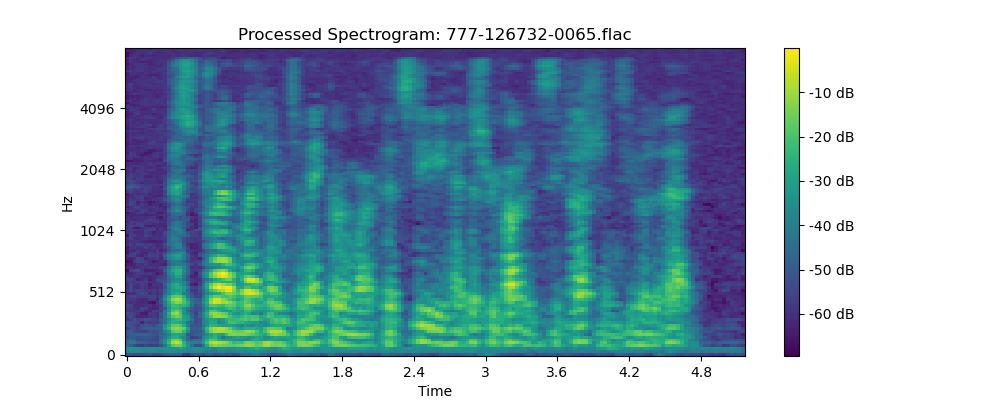 Processed Spectrogram: 777-126732-0065.flac
Hz
4096
2048
1024
512
0
0 0.6 1.2 1.8 2.4 3 3.6 4.2 4.8
Time
-10 dB
-20 dB
-30 dB
-40 dB
-50 dB
-60 dB